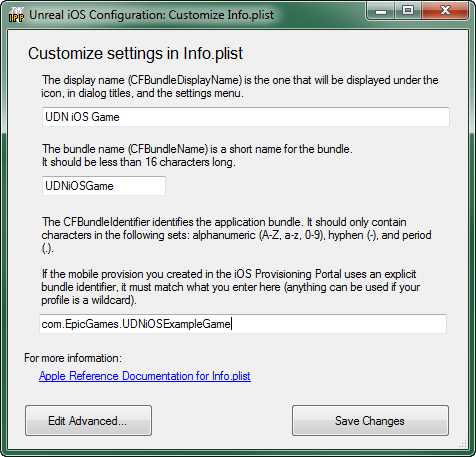 Unreal iOS Configuration: Customize Info.plist
Customize settings in Info.plist
The display name (CFBundleDisplayName) is the one that will be displayed under the
icon, in dialog titles, and the settings menu.
UDN iOS Game
The bundle name (CFBundleName) is a short name for the bundle.
It should be less than 16 characters long.
UDNiOSGame
The CFBundleIdentifier identifies the application bundle. It should only contain
characters in the following sets: alphanumeric (A-Z, a-z, 0-9), hyphen (-), and period
(.).
If the mobile provision you created in the iOS Provisioning Portal uses an explicit
bundle identifier, it must match what you enter here (anything can be used if your
profile is a wildcard).
com.EpicGames.UDNiOSExampleGame
For more information:
Apple Reference Documentation for Info.plist
Edit Advanced...
Save Changes